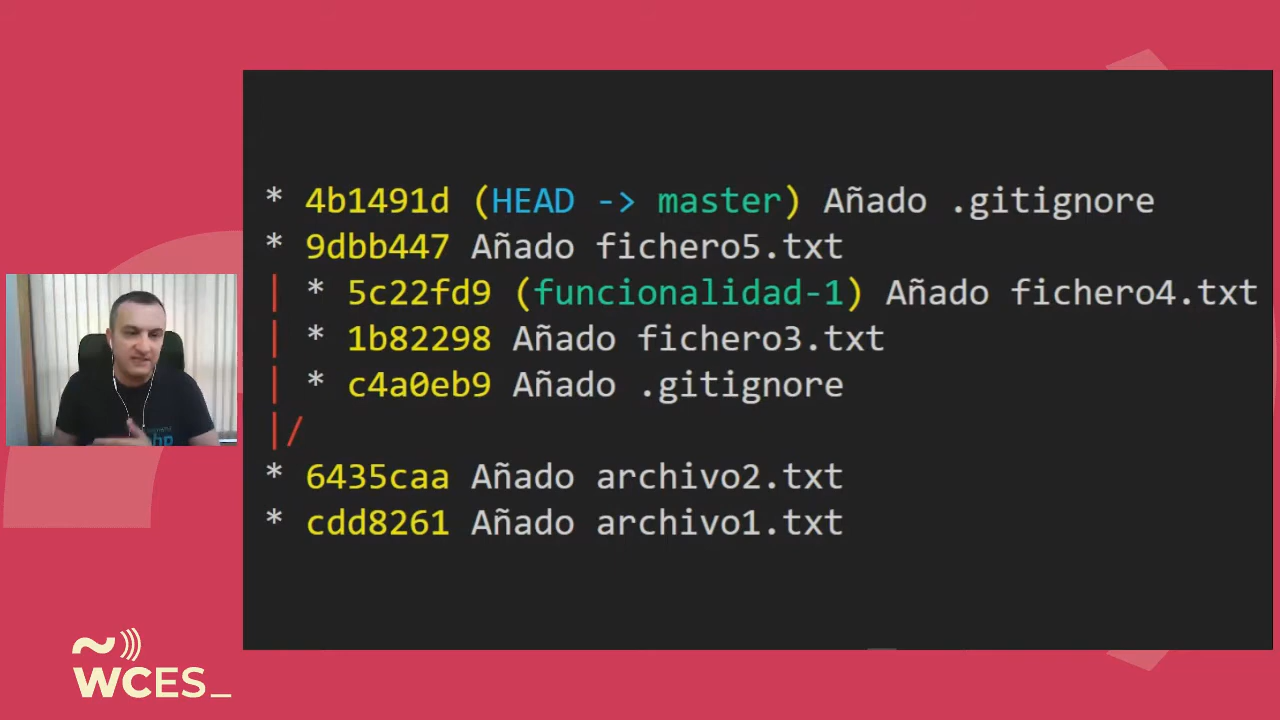 * 4b1491d (HEAD -> master) Añado .gitignore
* 9dbb447 Añado fichero5.txt
| * 5c22fd9 (funcionalidad-1) Añado fichero4.txt
| * 1b82298 Añado fichero3.txt
| * c4a0eb9 Añado .gitignore
|/
* 6435caa Añado archivo2.txt
* cdd8261 Añado archivo1.txt
WCES_